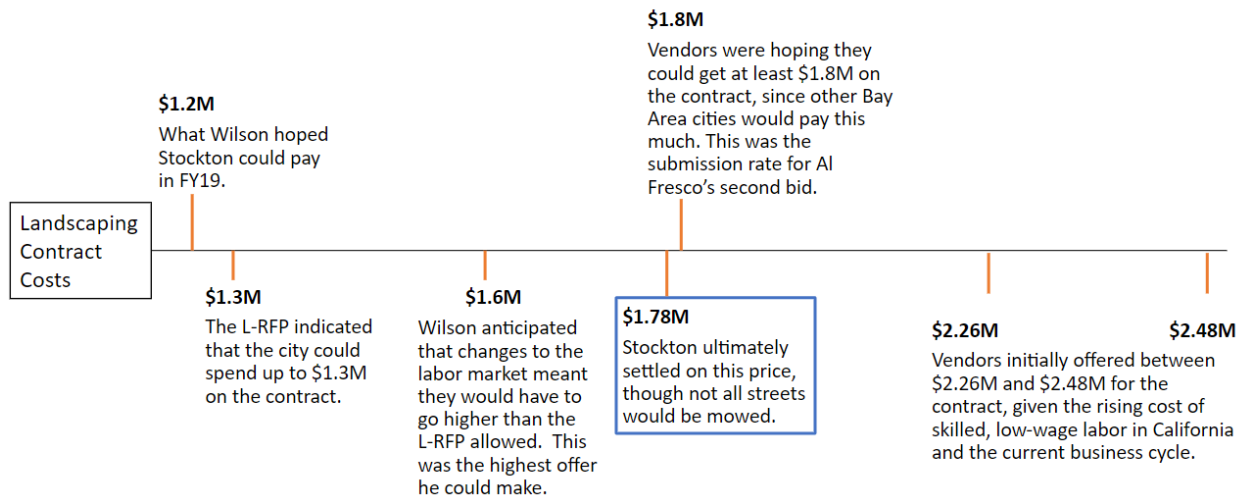 $1.8M
Vendors were hoping they
could get at least $1.8M on
the contract, since other Bay
Area cities would pay this
much. This was the
submission rate for Al
Fresco’s second bid.
$1.2M
What Wilson hoped
Stockton could pay
in FY19.
Landscaping
Contract
Costs
$1.3M
The L-RFP indicated
that the city could
spend up to $1.3M
on the contract.
$1.6M
Wilson anticipated
that changes to the
labor market meant
they would have to
go higher than the
L-RFP allowed.  This
was the highest offer
he could make.
$1.78M
Stockton ultimately
settled on this price,
though not all streets
would be mowed.
$2.26M $2.48M
Vendors initially offered between
$2.26M and $2.48M for the
contract, given the rising cost of
skilled, low-wage labor in California
and the current business cycle.